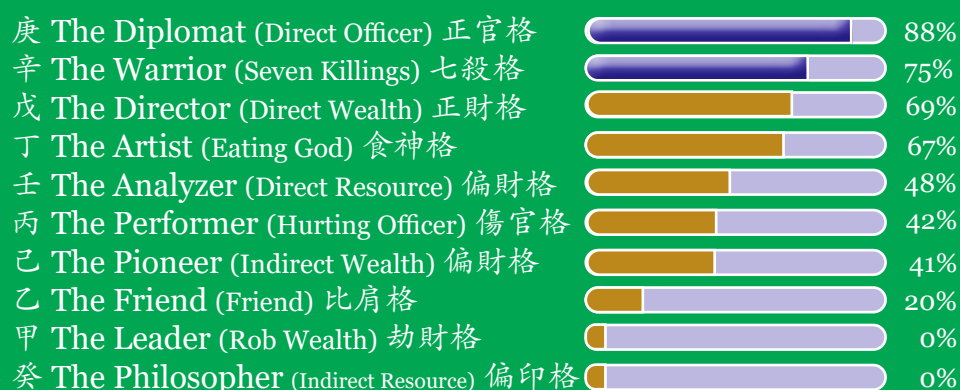 庚 The Diplomat (Direct Officer) 正官格 88%
辛 The Warrior (Seven Killings) 七殺格 75%
戊 The Director (Direct Wealth) 正財格 69%
丁 The Artist (Eating God) 食神格 67%
壬 The Analyzer (Direct Resource) 偏財格 48%
丙 The Performer (Hurting Officer) 傷官格 42%
己 The Pioneer (Indirect Wealth) 偏財格 41%
乙 The Friend (Friend) 比肩格 20%
甲 The Leader (Rob Wealth) 劫財格 0%
癸 The Philosopher (Indirect Resource) 偏印格 0%